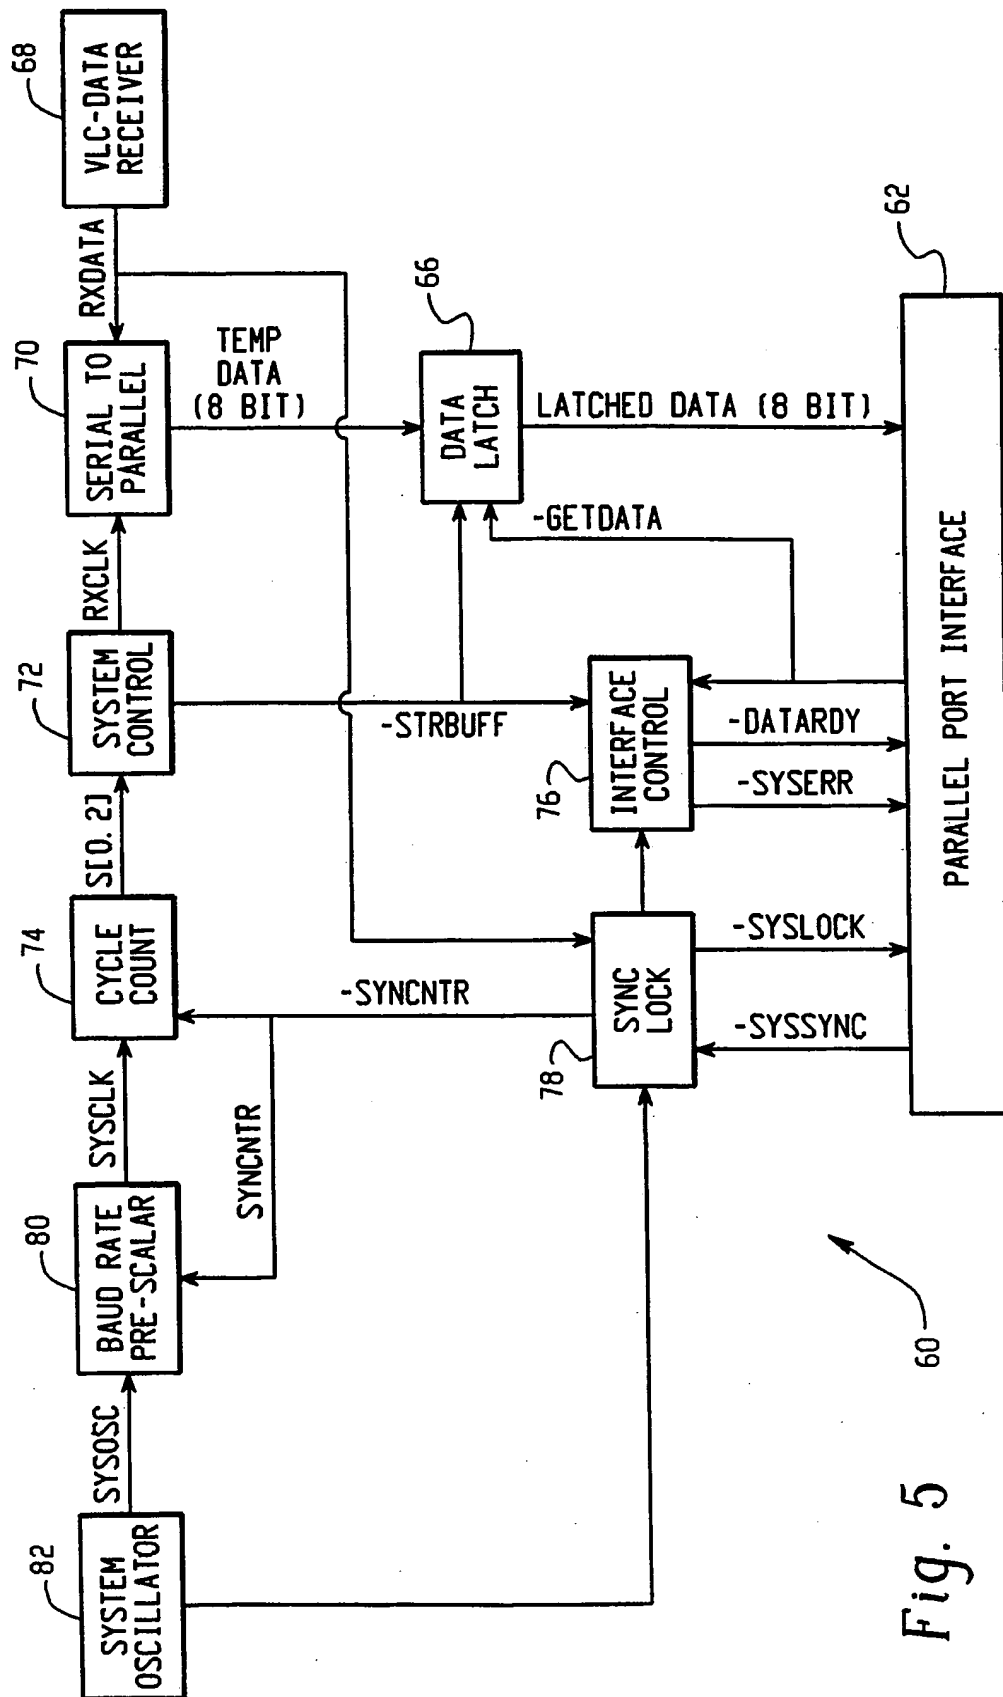 82
SYSTEM
OSCILLATOR
SYSOSC
80
BAUD RATE
PRE-SCALAR
SYSCLK
74
CYCLE
COUNT
S[0. 2]
72
SYSTEM
CONTROL
RXCLK
70
SERIAL TO
PARALLEL
RXDATA
68
VLC-DATA
RECEIVER
SYNCNTR
-SYNCNTR
-STRBUFF
TEMP
DATA
(8 BIT)
66
DATA
LATCH
78
SYNC
LOCK
76
INTERFACE
CONTROL
-GETDATA
LATCHED DATA (8 BIT)
-SYSSYNC
-SYSLOCK
-SYSERR
-DATARDY
62
PARALLEL PORT INTERFACE
60
Fig. 5